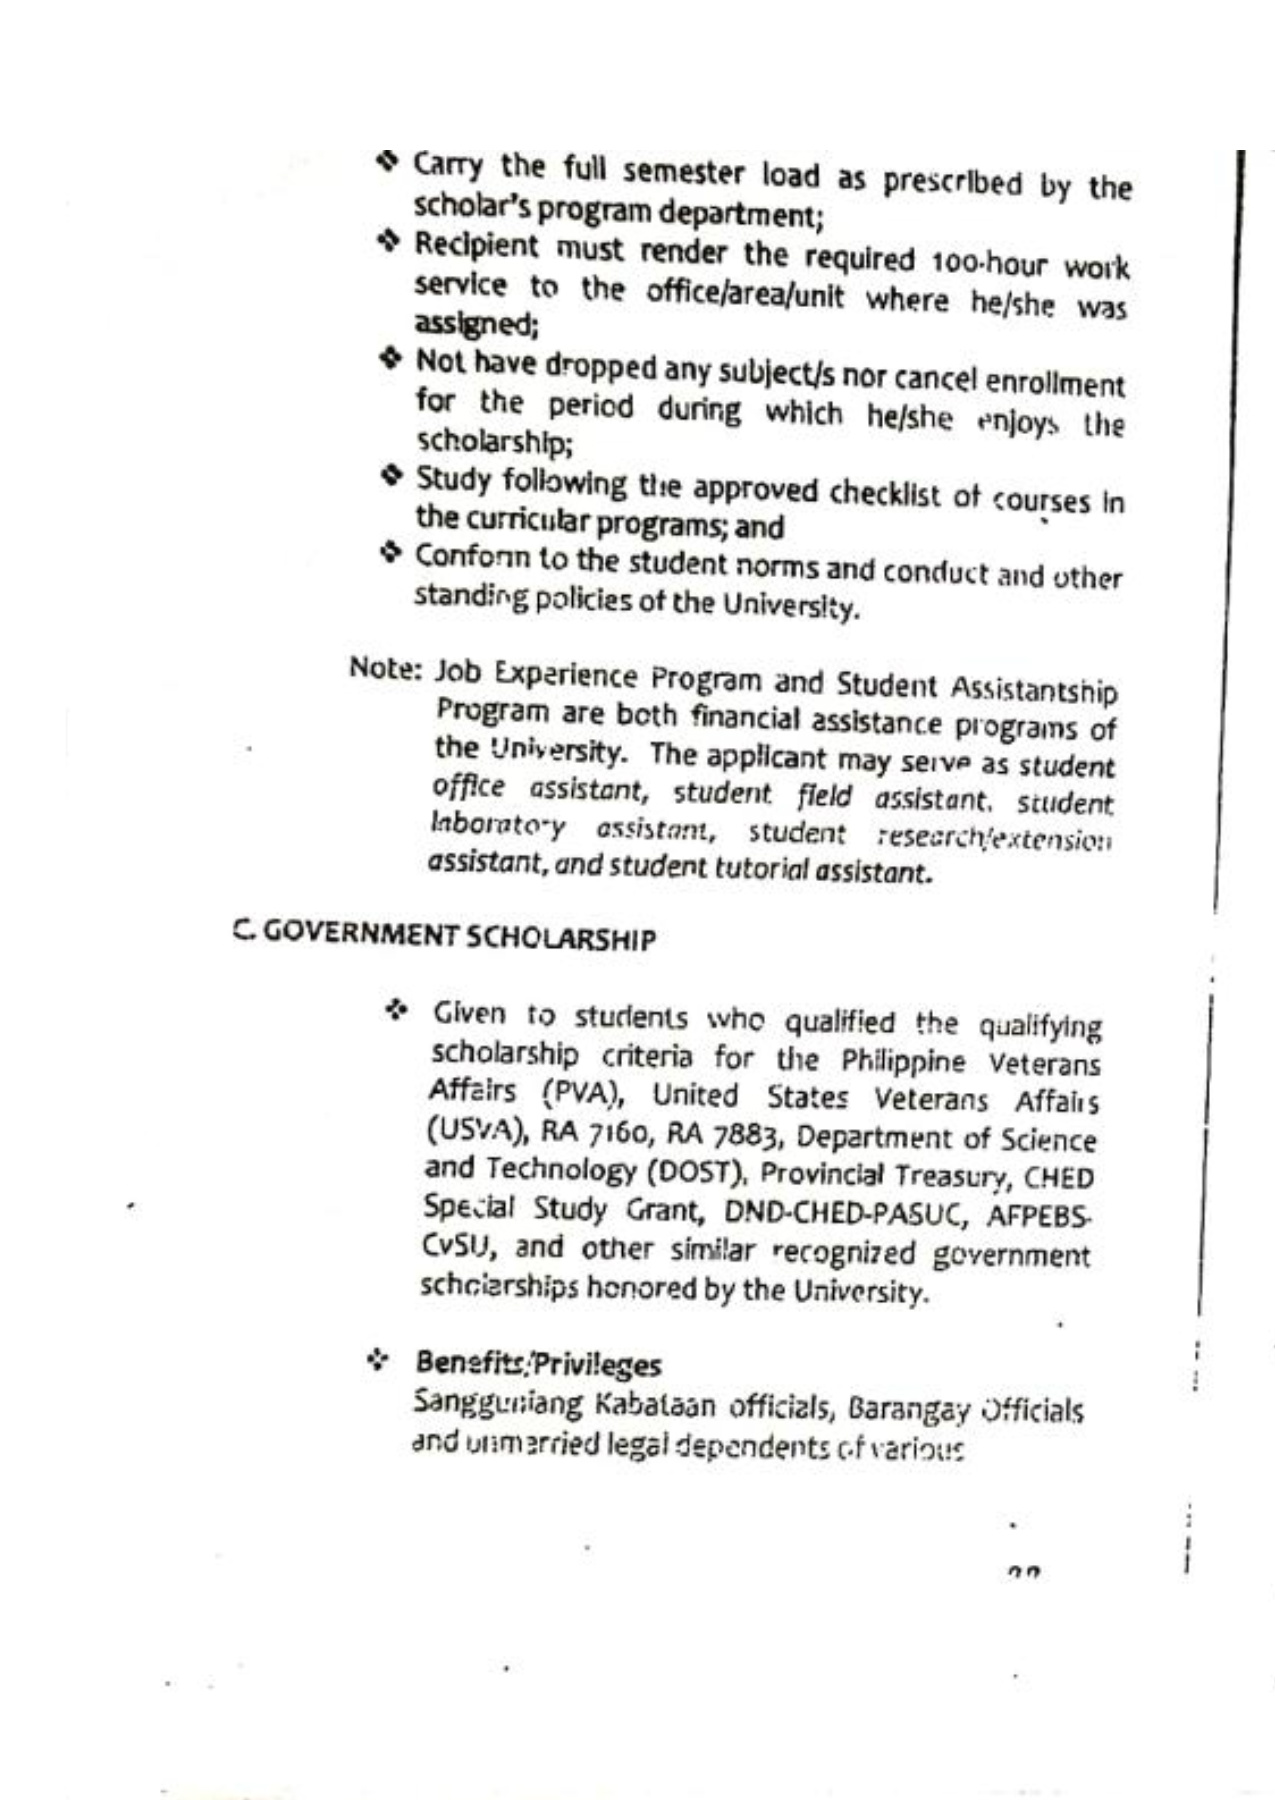 ❖ Carry the full semester load as prescribed by the
scholar's program department;
❖ Recipient must render the required 100-hour work
service to the office/area/unit where he/she was
assigned;
❖ Not have dropped any subject/s nor cancel enrollment
for the period during which he/she enjoys the
scholarship;
❖ Study following the approved checklist of courses in
the curricular programs; and
❖ Conform to the student norms and conduct and other
standing policies of the University.
Note: Job Experience Program and Student Assistantship
Program are both financial assistance programs of
the University. The applicant may serve as student
office assistant, student field assistant, student
laboratory assistant, student research/extension
assistant, and student tutorial assistant.
C. GOVERNMENT SCHOLARSHIP
❖ Given to students who qualified the qualifying
scholarship criteria for the Philippine Veterans
Affairs (PVA), United States Veterans Affairs
(USVA), RA 7160, RA 7883, Department of Science
and Technology (DOST), Provincial Treasury, CHED
Special Study Grant, DND-CHED-PASUC, AFPEBS-
CvSU, and other similar recognized government
scholarships honored by the University.
❖ Benefits/Privileges
Sangguniang Kabataan officials, Barangay Officials
and unmarried legal dependents of various